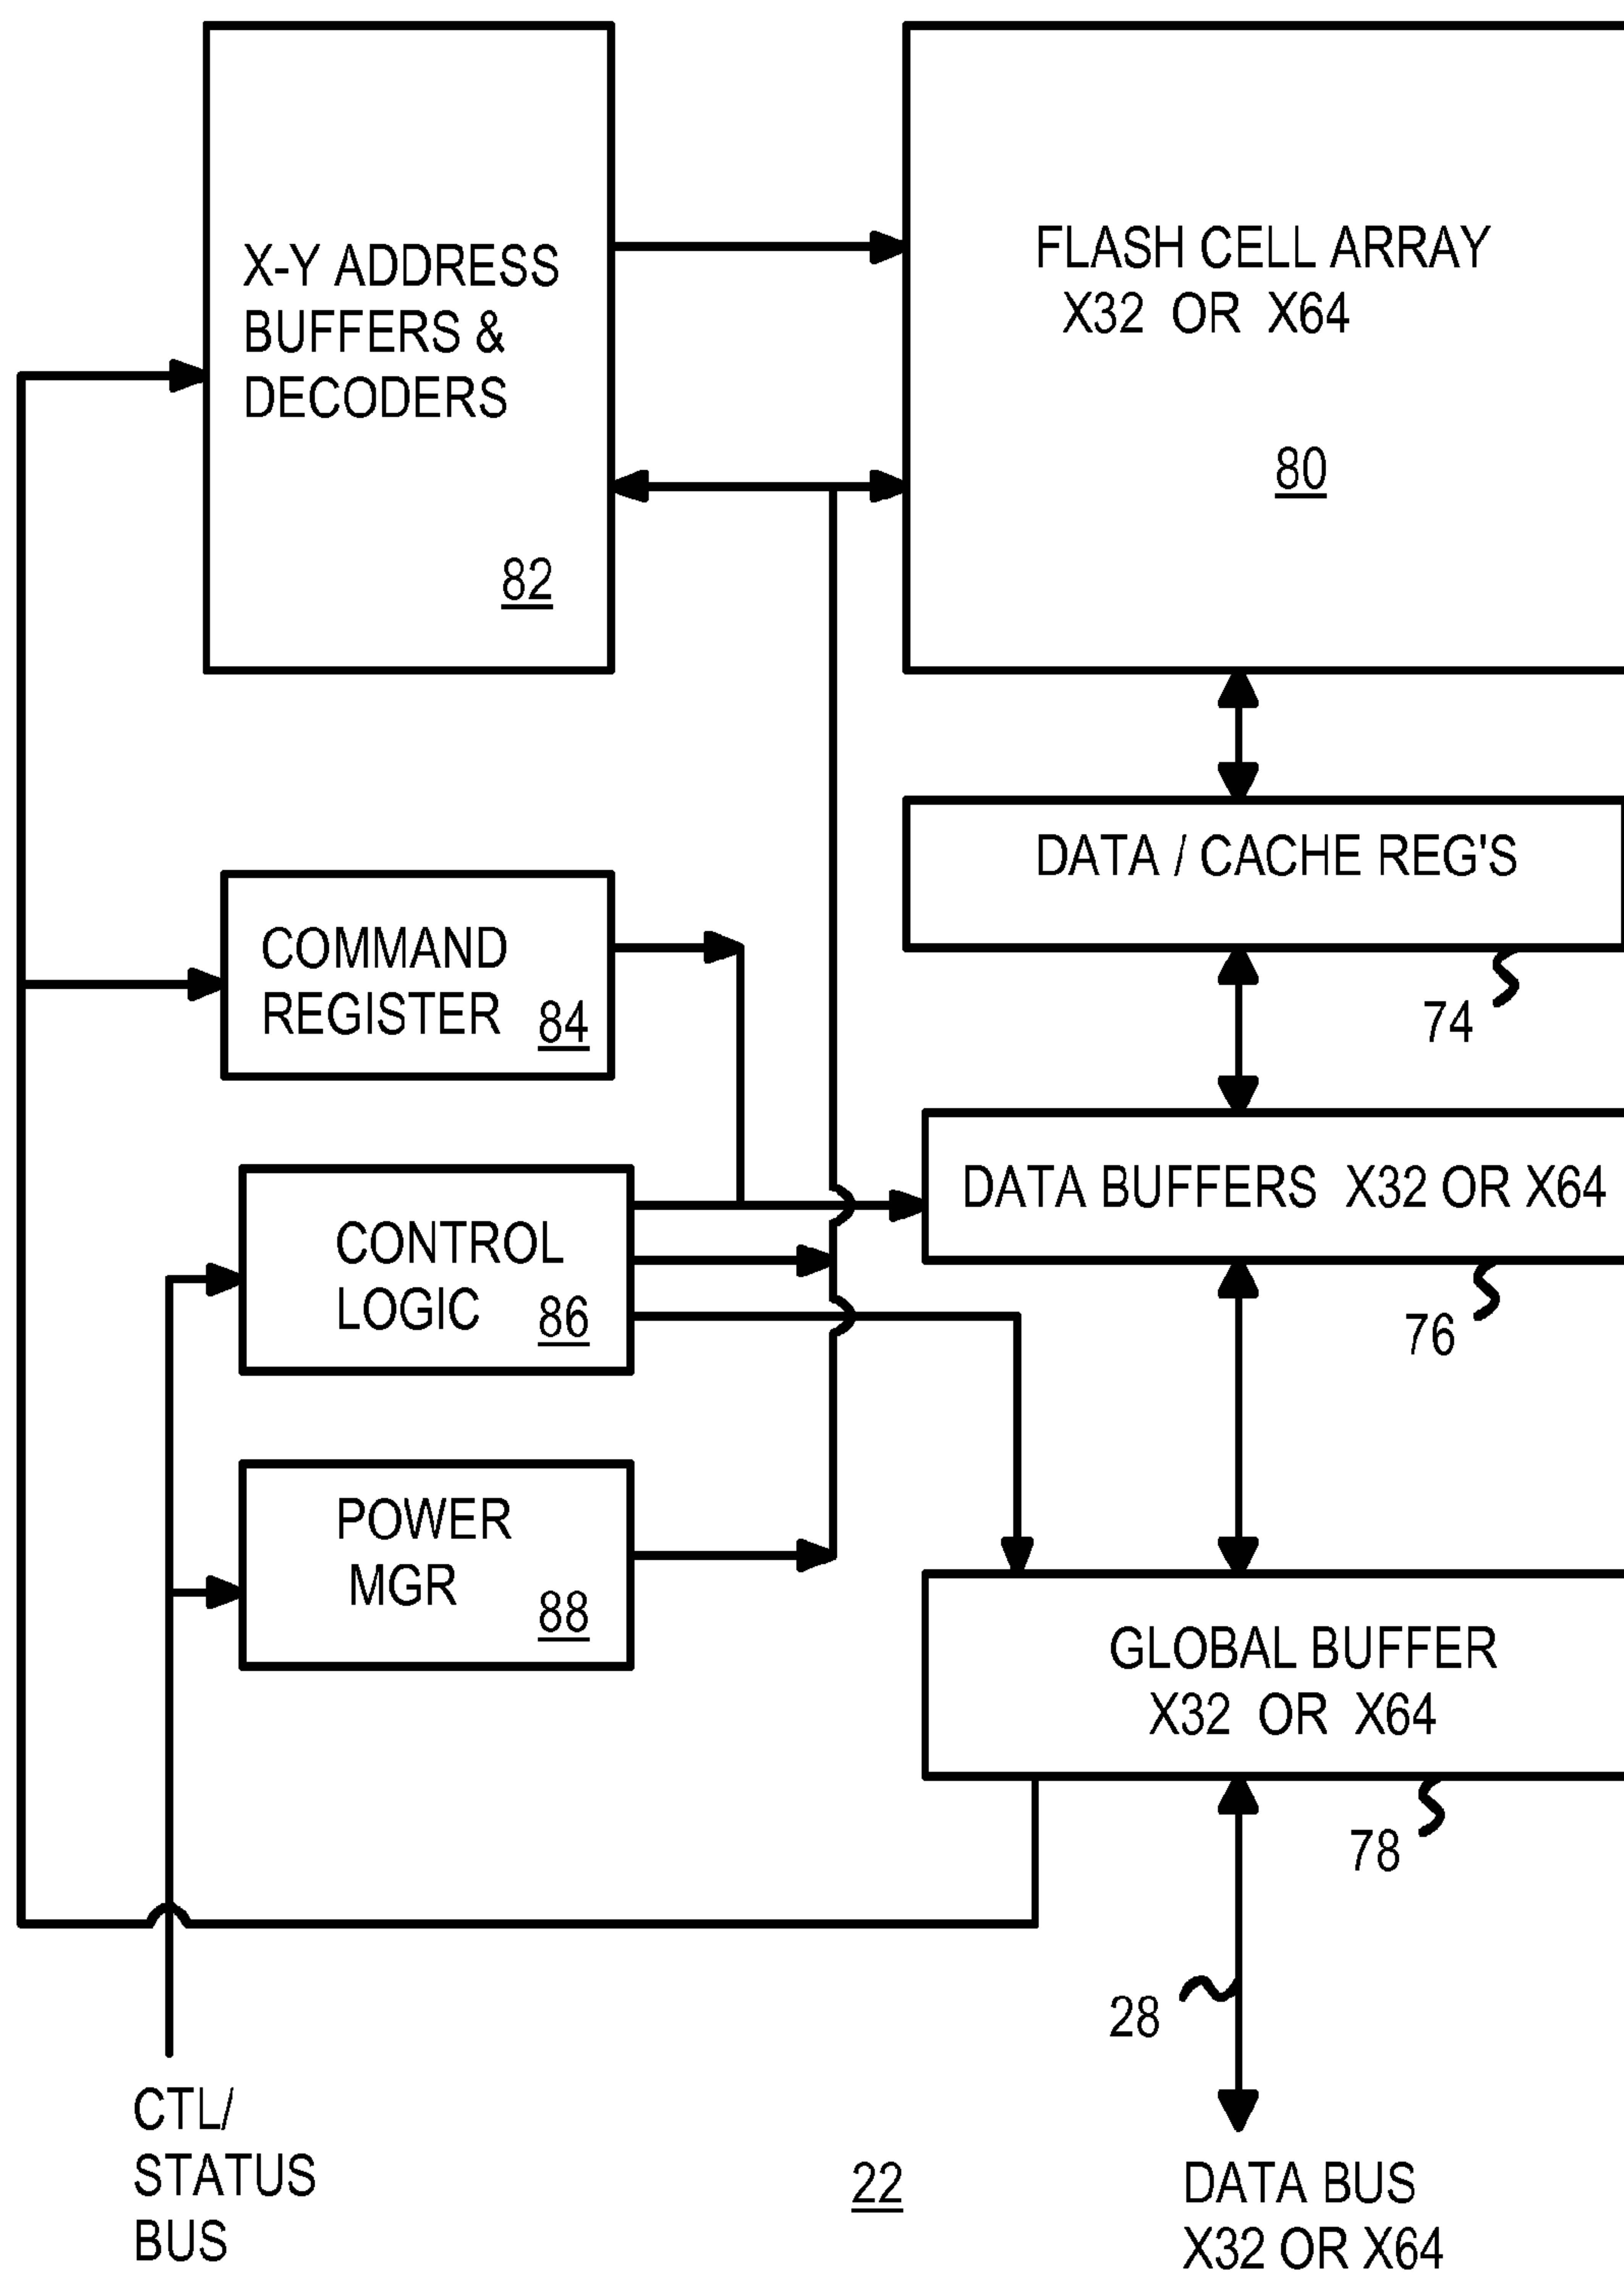 X-Y ADDRESS
BUFFERS &
DECODERS
82
FLASH CELL ARRAY
X32 OR X64
80
DATA / CACHE REG'S
74
COMMAND
REGISTER 84
DATA BUFFERS X32 OR X64
76
CONTROL
LOGIC 86
POWER
MGR 88
GLOBAL BUFFER
X32 OR X64
78
28
CTL/
STATUS
BUS
22
DATA BUS
X32 OR X64